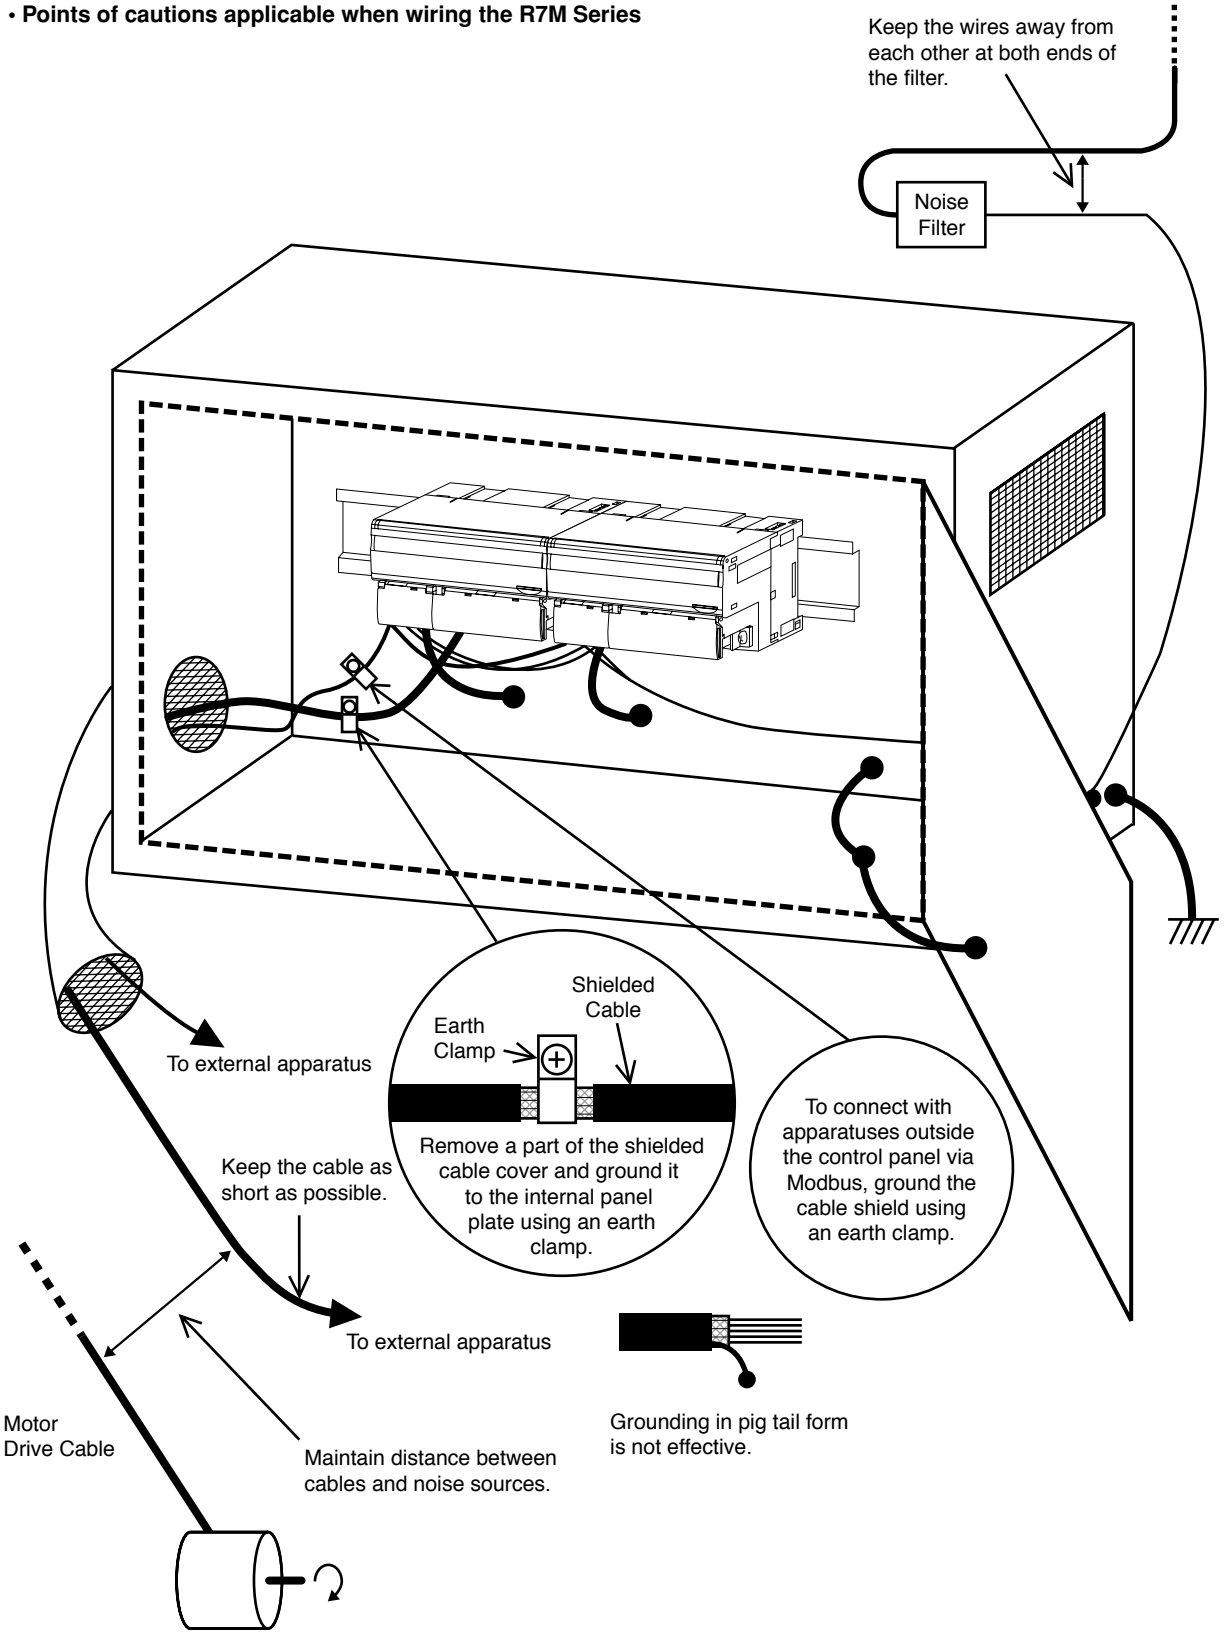 • Points of cautions applicable when wiring the R7M Series
Keep the wires away from
each other at both ends of
the filter.
Noise
Filter
Shielded
Cable
Earth
Clamp
To external apparatus
Remove a part of the shielded
cable cover and ground it
to the internal panel
plate using an earth
clamp.
To connect with
apparatuses outside
the control panel via
Modbus, ground the
cable shield using
an earth clamp.
Keep the cable as
short as possible.
To external apparatus
Motor
Drive Cable
Maintain distance between
cables and noise sources.
Grounding in pig tail form
is not effective.